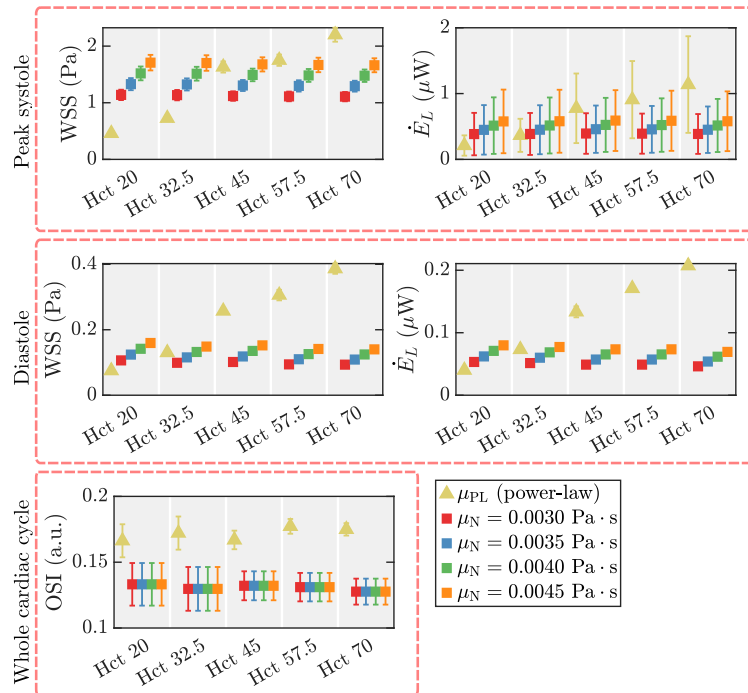 Peak systole
WSS (Pa)
2
1
0
Hct 20
Hct 32.5
Hct 45
Hct 57.5
Hct 70
Ė_L (μW)
2
1
0
Hct 20
Hct 32.5
Hct 45
Hct 57.5
Hct 70
Diastole
WSS (Pa)
0.4
0.2
0
Hct 20
Hct 32.5
Hct 45
Hct 57.5
Hct 70
Ė_L (μW)
0.2
0.1
0
Hct 20
Hct 32.5
Hct 45
Hct 57.5
Hct 70
Whole cardiac cycle
OSI (a.u.)
0.2
0.15
0.1
Hct 20
Hct 32.5
Hct 45
Hct 57.5
Hct 70
μ_PL (power-law)
μ_N = 0.0030 Pa · s
μ_N = 0.0035 Pa · s
μ_N = 0.0040 Pa · s
μ_N = 0.0045 Pa · s